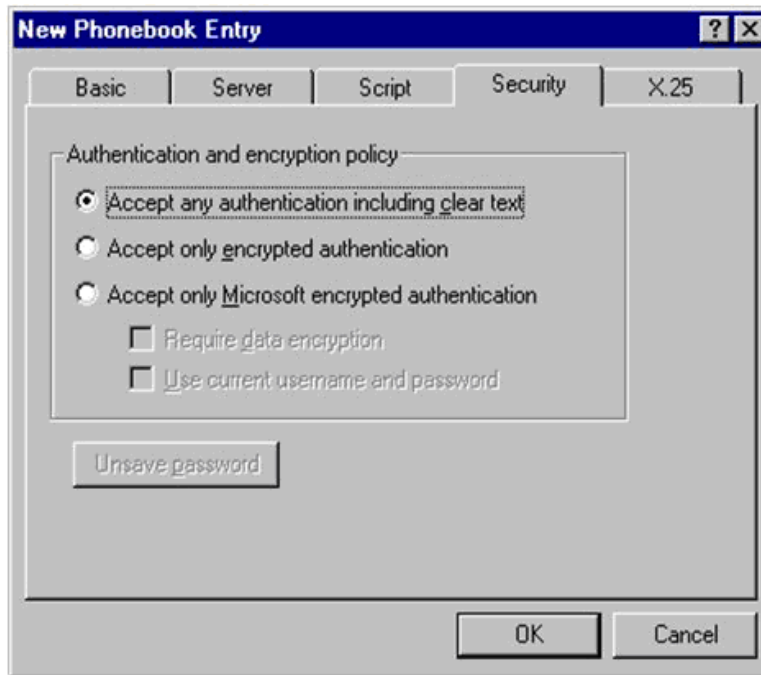 New Phonebook Entry
Basic Server Script Security X.25
Authentication and encryption policy
Accept any authentication including clear text
Accept only encrypted authentication
Accept only Microsoft encrypted authentication
Require data encryption
Use current username and password
Unsave password
OK Cancel